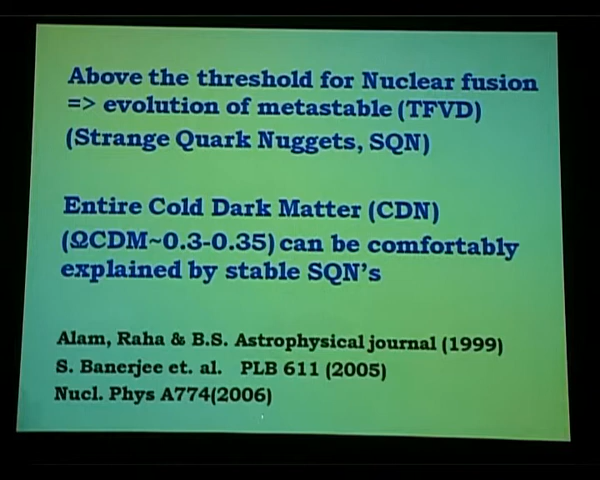 Above the threshold for Nuclear fusion
=> evolution of metastable (TFVD)
(Strange Quark Nuggets, SQN)
Entire Cold Dark Matter (CDN)
(ΩCDM~0.3-0.35) can be comfortably
explained by stable SQN's
Alam, Raha & B.S. Astrophysical journal (1999)
S. Banerjee et. al. PLB 611 (2005)
Nucl. Phys A774(2006)